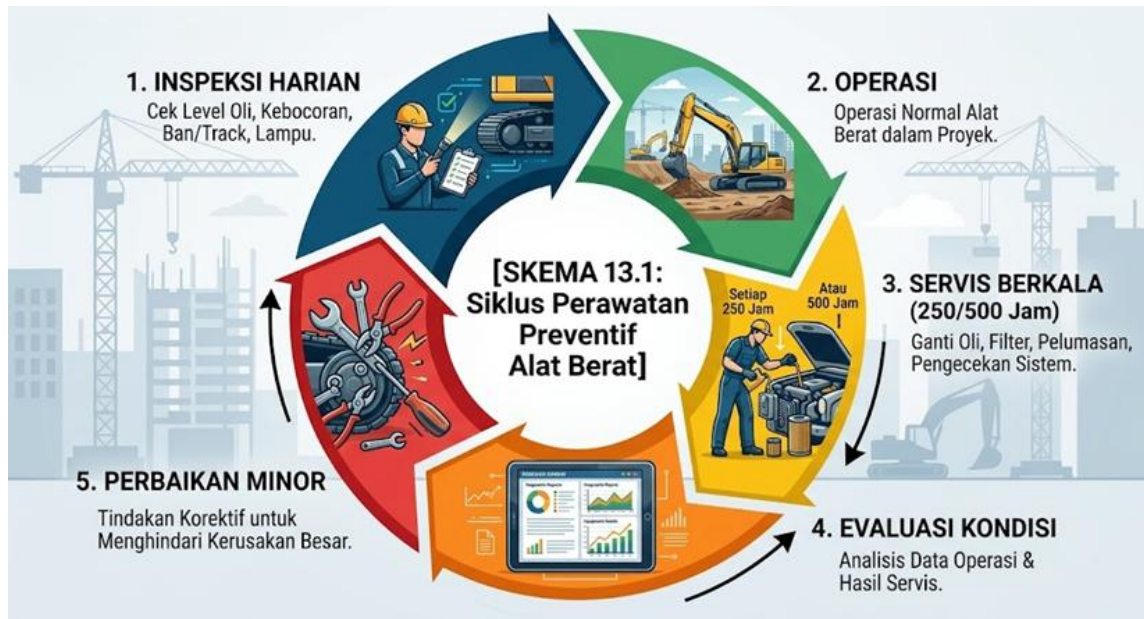 1. INSPEKSI HARIAN
Cek Level Oli, Kebocoran,
Ban/Track, Lampu.
2. OPERASI
Operasi Normal Alat
Berat dalam Proyek.
[SKEMA 13.1:
Siklus Perawatan
Preventif
Alat Berat]
Setiap
250 Jam
Atau
500 Jam
3. SERVIS BERKALA
(250/500 Jam)
Ganti Oli, Filter, Pelumasan,
Pengecekan Sistem.
4. EVALUASI KONDISI
Analisis Data Operasi &
Hasil Servis.
5. PERBAIKAN MINOR
Tindakan Korektif untuk
Menghindari Kerusakan Besar.